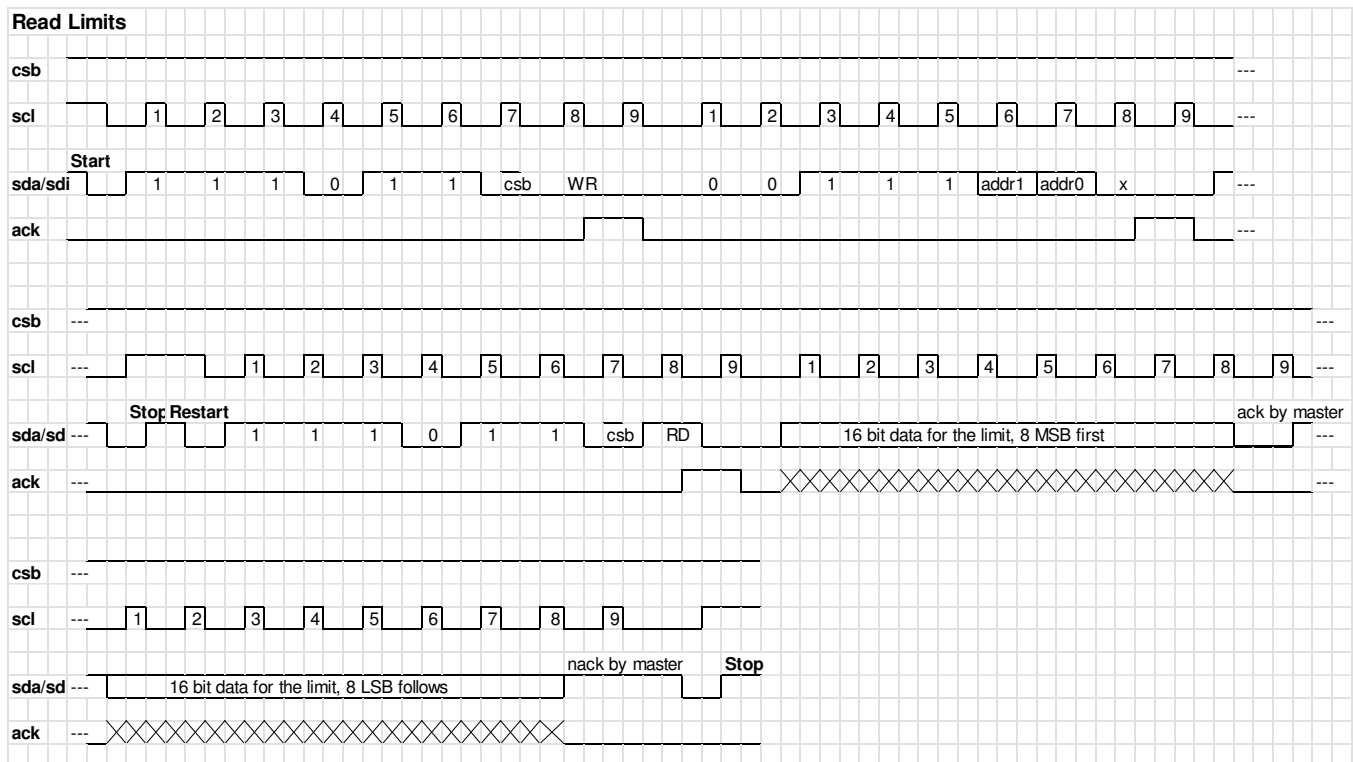 Read Limits
csb ---
scl 1 2 3 4 5 6 7 8 9 1 2 3 4 5 6 7 8 9 ---
Start
sda/sdi 1 1 1 0 1 1 csb WR 0 0 1 1 1 addr1 addr0 x ---
ack ---
csb --- ---
scl --- 1 2 3 4 5 6 7 8 9 1 2 3 4 5 6 7 8 9 ---
Stop Restart ack by master
sda/sd --- 1 1 1 0 1 1 csb RD 16 bit data for the limit, 8 MSB first ---
ack --- ---
csb ---
scl --- 1 2 3 4 5 6 7 8 9
nack by master Stop
sda/sd --- 16 bit data for the limit, 8 LSB follows
ack ---